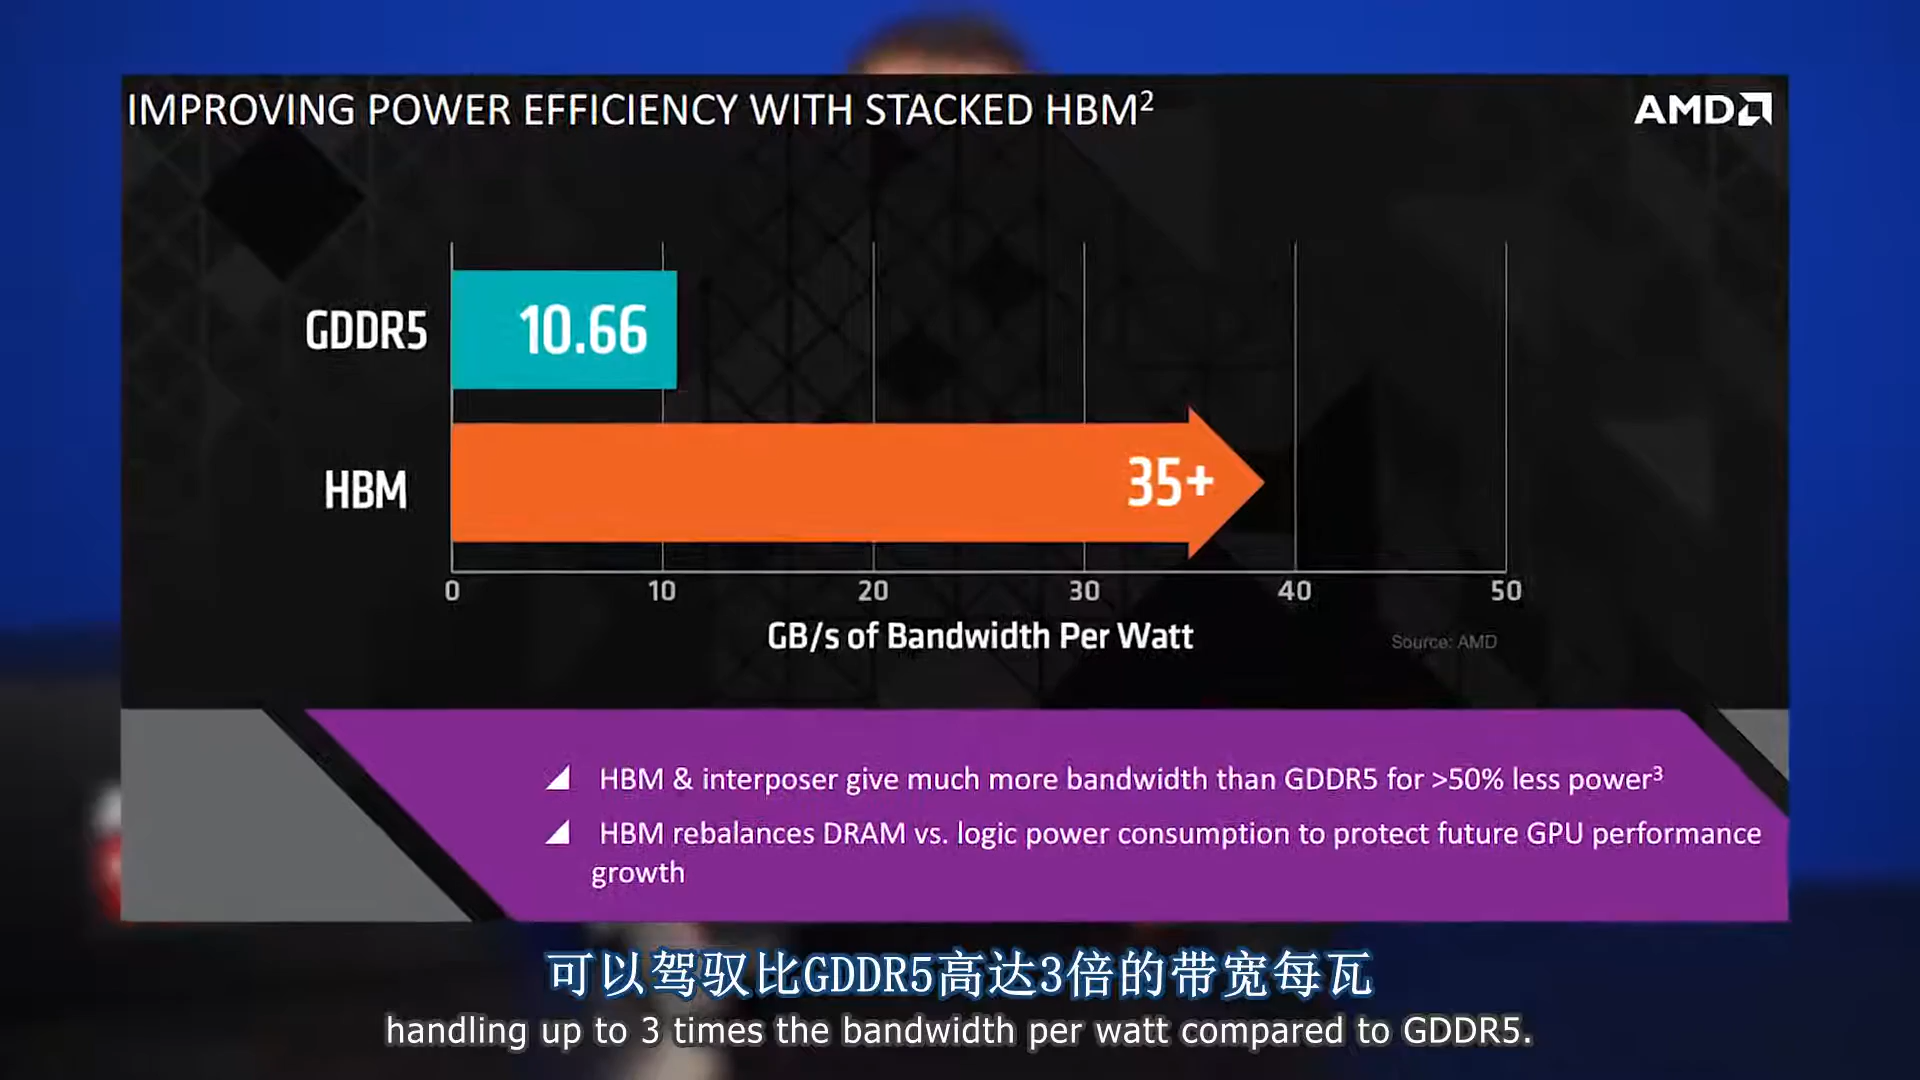 IMPROVING POWER EFFICIENCY WITH STACKED HBM²
AMD
GDDR5
10.66
HBM
35+
0 10 20 30 40 50
GB/s of Bandwidth Per Watt
Source: AMD
HBM & interposer give much more bandwidth than GDDR5 for >50% less power³
HBM rebalances DRAM vs. logic power consumption to protect future GPU performance
growth
可以驾驭比GDDR5高达3倍的带宽每瓦
handling up to 3 times the bandwidth per watt compared to GDDR5.